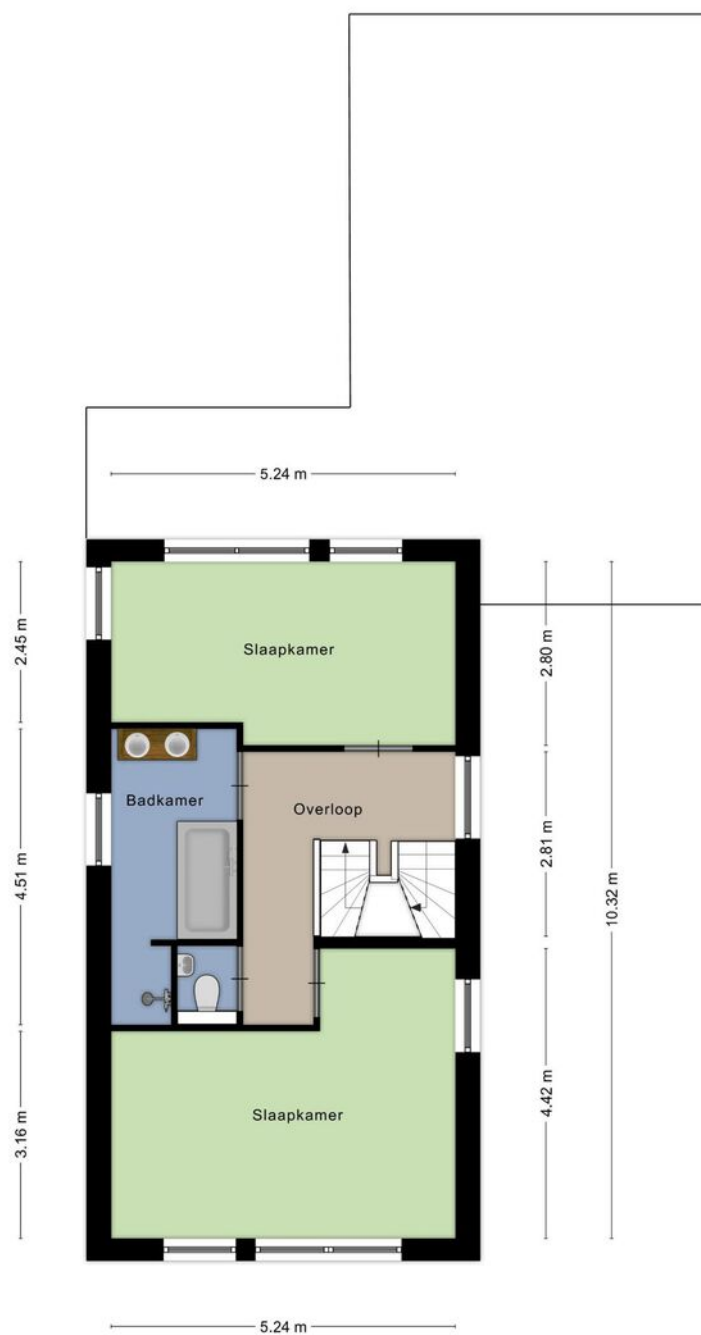 5.24 m
Slaapkamer
2.45 m
2.80 m
Badkamer
Overloop
4.51 m
2.81 m
10.32 m
Slaapkamer
3.16 m
4.42 m
5.24 m